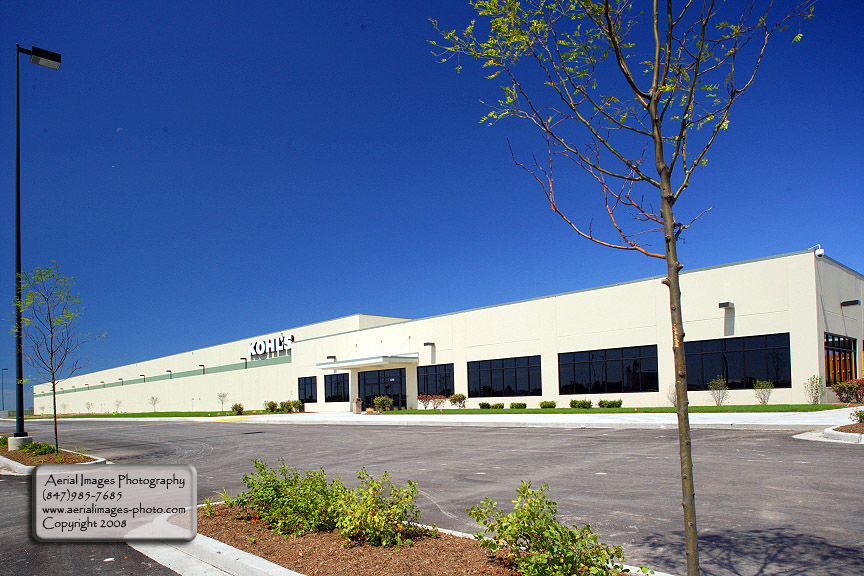 KOHL'S
Aerial Images Photography
(847)985-7685
www.aerialimages-photo.com
Copyright 2008